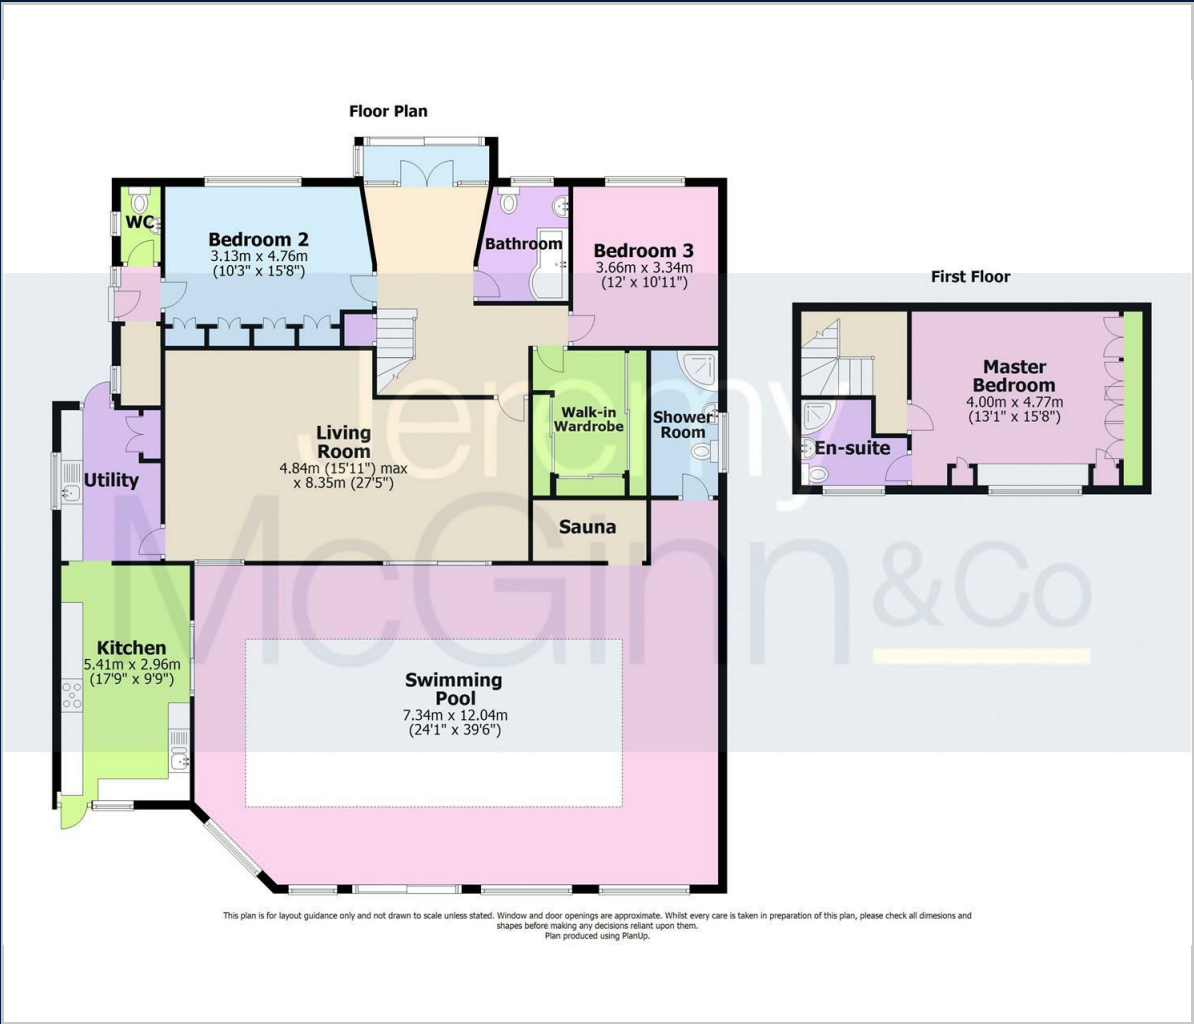 Floor Plan
WC
Bedroom 2
3.13m x 4.76m
(10'3" x 15'8")
Bathroom
Bedroom 3
3.66m x 3.34m
(12' x 10'11")
First Floor
Master
Bedroom
4.00m x 4.77m
(13'1" x 15'8")
En-suite
Living
Room
4.84m (15'11") max
x 8.35m (27'5")
Walk-in
Wardrobe
Shower
Room
Utility
Sauna
Kitchen
5.41m x 2.96m
(17'9" x 9'9")
Swimming
Pool
7.34m x 12.04m
(24'1" x 39'6")
Jeremy
McGinn & Co
This plan is for layout guidance only and not drawn to scale unless stated. Window and door openings are approximate. Whilst every care is taken in preparation of this plan, please check all dimesions and
shapes before making any decisions reliant upon them.
Plan produced using PlanUp.